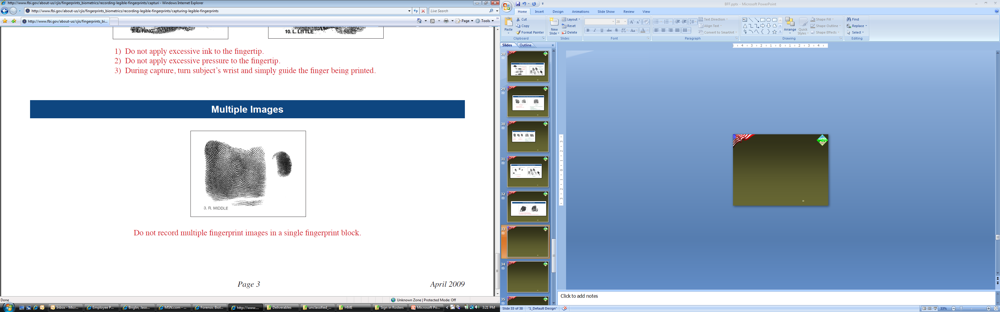 http://www.fbi.gov/about-us/cjis/fingerprints_biometrics/recording-legible-fingerprints/capturi - Windows Internet Explorer
http://www.fbi.gov/about-us/cjis/fingerprints_biometrics/recording-legible-fingerprints/capturing-legible-fingerprints
Live Search
http://www.fbi.gov/about-us/cjis/fingerprints_bi...
Page
Tools
10. L. LITTLE
1) Do not apply excessive ink to the fingertip.
2) Do not apply excessive pressure to the fingertip.
3) During capture, turn subject's wrist and simply guide the finger being printed.
Multiple Images
3. R. MIDDLE
Do not record multiple fingerprint images in a single fingerprint block.
Page 3
April 2009
Done
Unknown Zone | Protected Mode: Off
Inbox - Micr...
Employee P...
Briglin, Jaso...
MSN.com - ...
Forensic Biol...
http://www....
Deliverables
unclassified_...
HME
Sign in Rosters
Microsoft Po...
3:21 PM
BFF.pptx - Microsoft PowerPoint
Home Insert Design Animations Slide Show Review View
Paste
Cut
Copy
Format Painter
Clipboard
New Slide
Layout
Reset
Delete
Slides
28
Font
Text Direction
Align Text
Convert to SmartArt
Paragraph
Arrange
Quick Styles
Shape Fill
Shape Outline
Shape Effects
Drawing
Find
Replace
Select
Editing
Slides Outline
28
29
30
31
32
33
34
35
Click to add notes
Slide 33 of 38
"1_Default Design"
33%